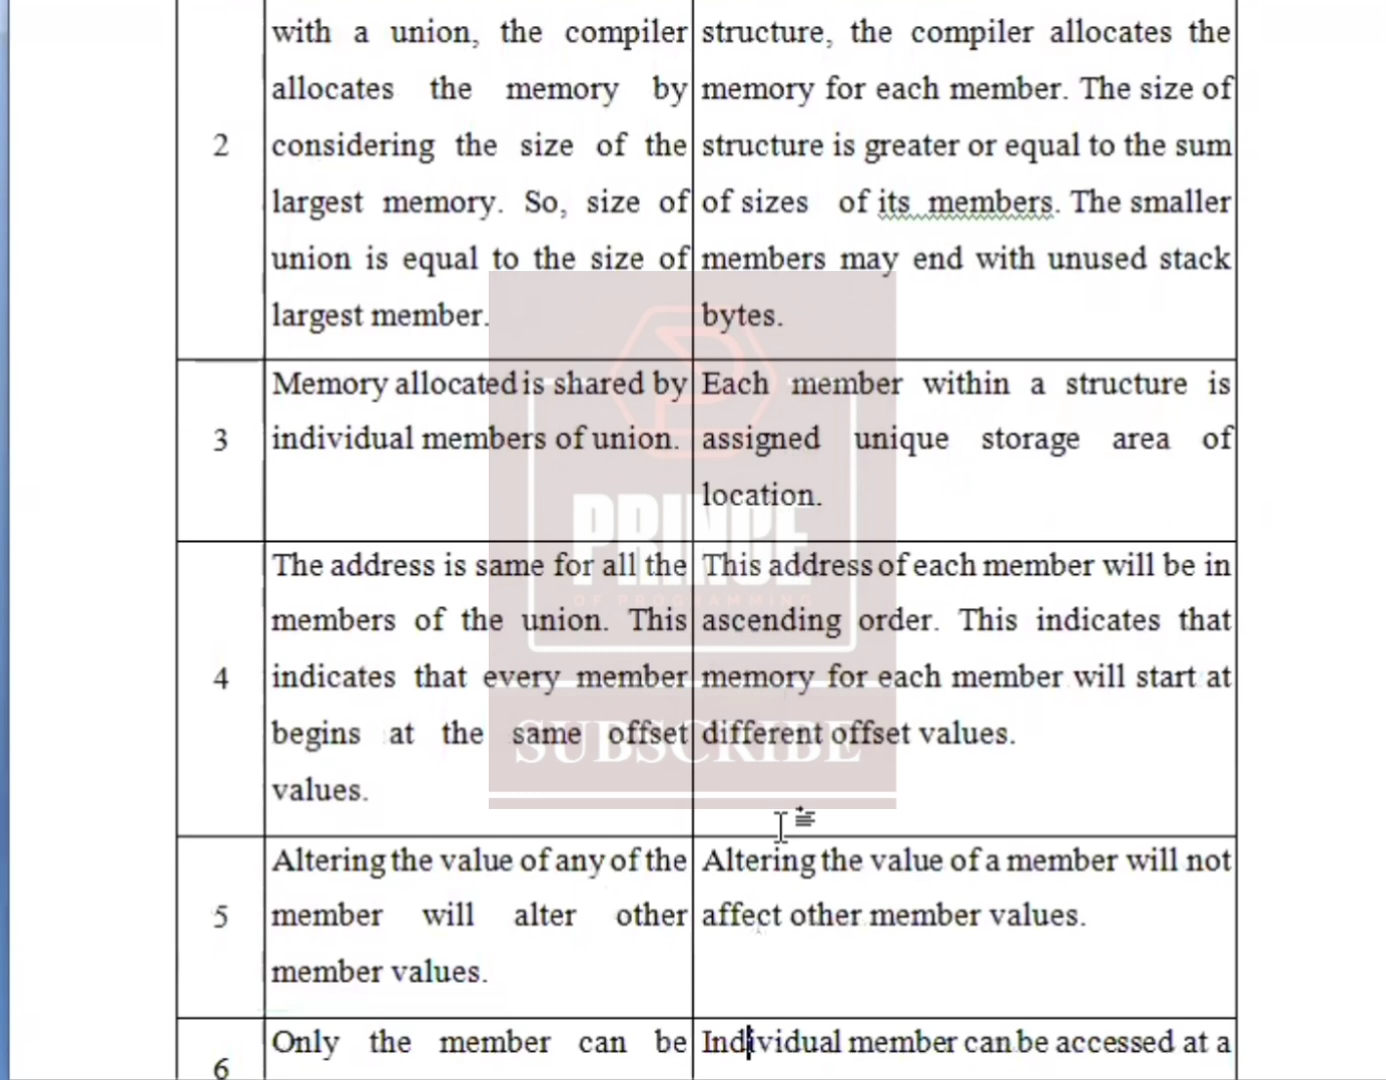 with a union, the compiler
allocates the memory by
considering the size of the
largest memory. So, size of
union is equal to the size of
largest member.
structure, the compiler allocates the
memory for each member. The size of
structure is greater or equal to the sum
of sizes of its members. The smaller
members may end with unused stack
bytes.
2
3
Memory allocated is shared by
individual members of union.
Each member within a structure is
assigned unique storage area of
location.
4
The address is same for all the
members of the union. This
indicates that every member
begins at the same offset
values.
This address of each member will be in
ascending order. This indicates that
memory for each member will start at
different offset values.
5
Altering the value of any of the
member will alter other
member values.
Altering the value of a member will not
affect other member values.
6
Only the member can be
Individual member can be accessed at a
PRINCE
OF PROGRAMMING
SUBSCRIBE